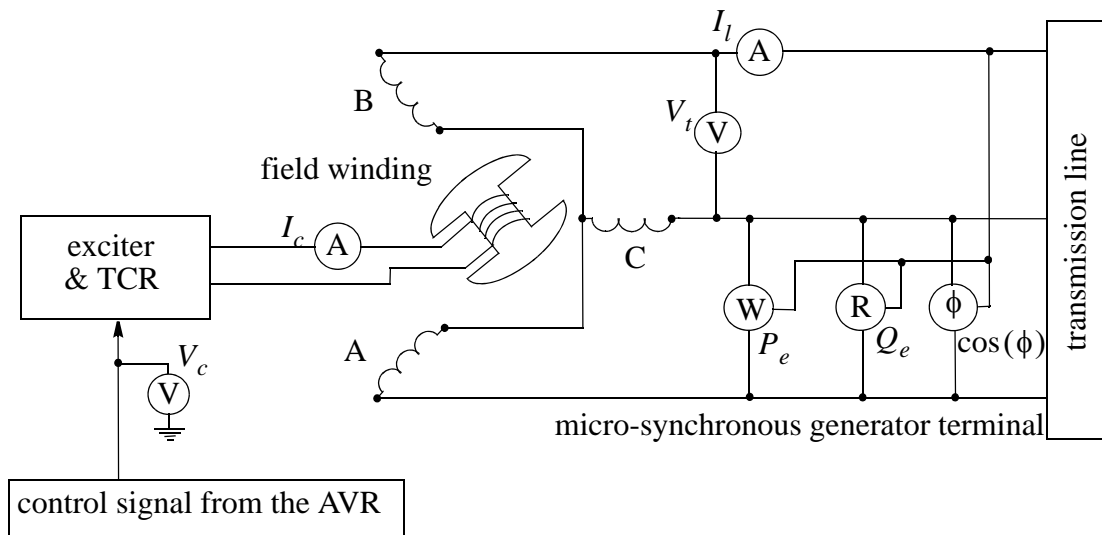 I_l
A
B
V_t
V
field winding
I_c
A
exciter
& TCR
C
transmission line
W
R
ϕ
P_e
Q_e
cos(ϕ)
A
V_c
V
micro-synchronous generator terminal
control signal from the AVR